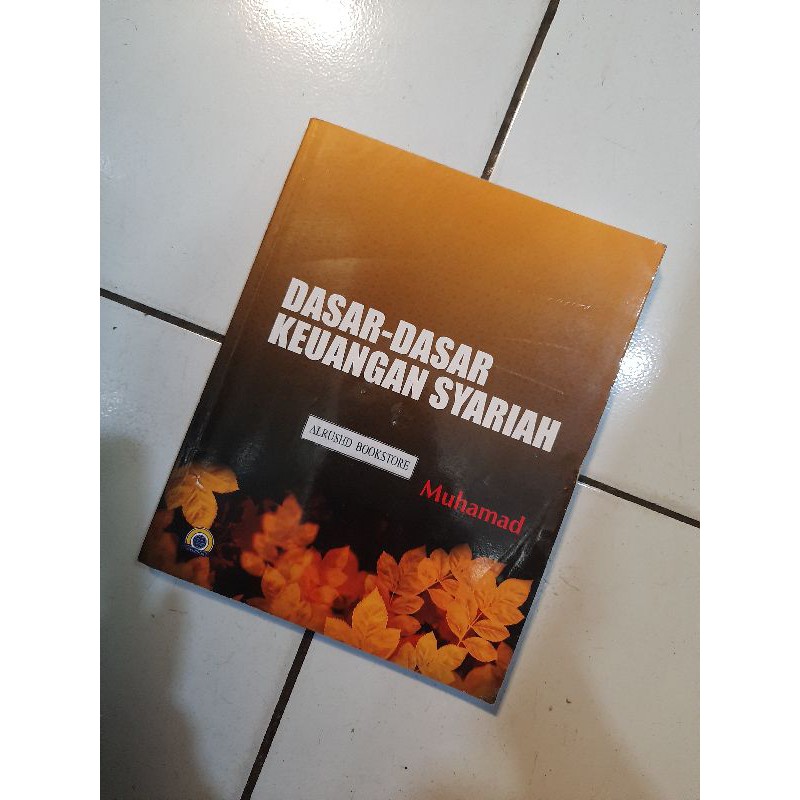 DASAR-DASAR
KEUANGAN SYARIAH
ALRUSHD BOOKSTORE
Muhamad